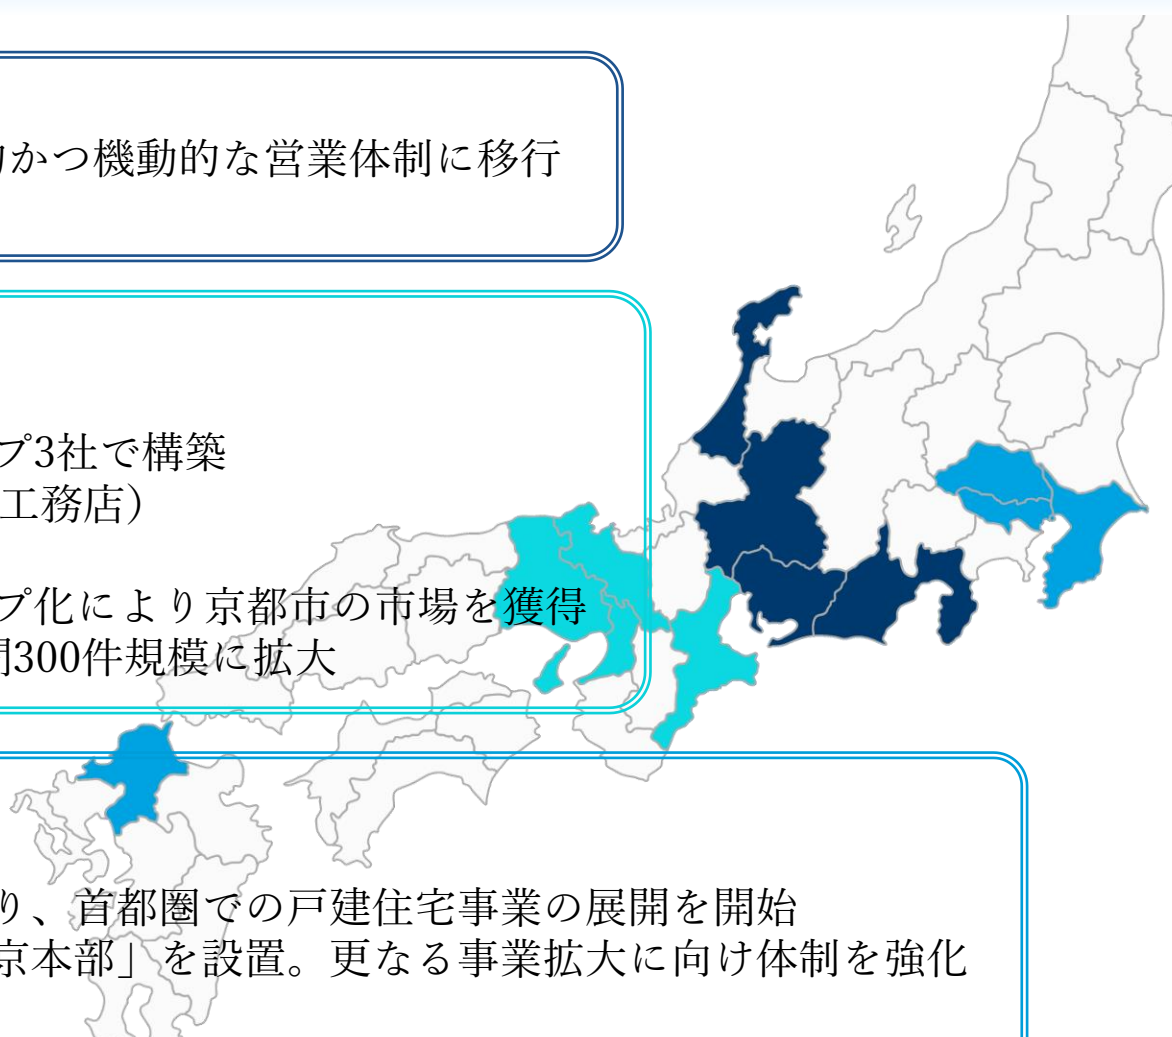 かつ機動的な営業体制に移行
プ3社で構築
工務店）
プ化により京都市の市場を獲得
間300件規模に拡大
り、首都圏での戸建住宅事業の展開を開始
京本部」を設置。更なる事業拡大に向け体制を強化